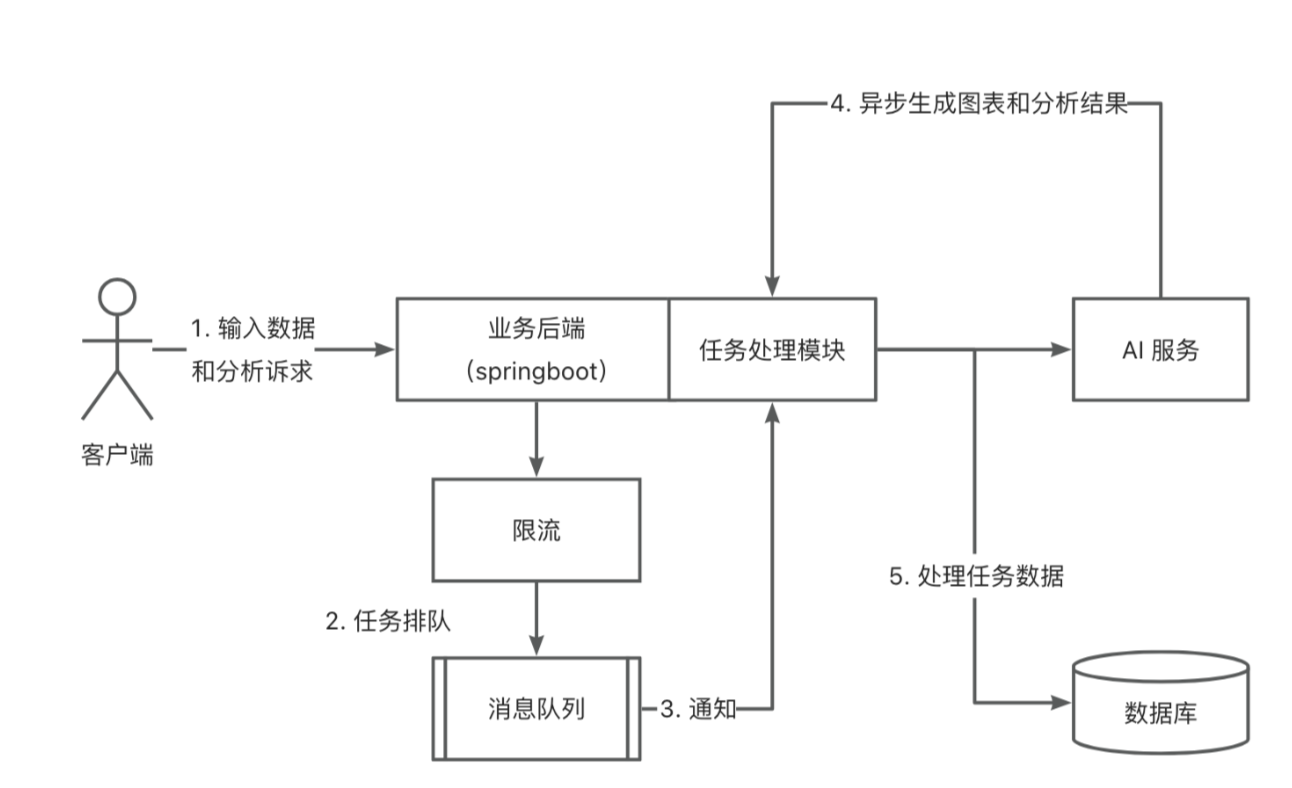 4. 异步生成图表和分析结果
1. 输入数据
和分析诉求
业务后端
（springboot）
任务处理模块
AI 服务
客户端
限流
5. 处理任务数据
2. 任务排队
消息队列
3. 通知
数据库